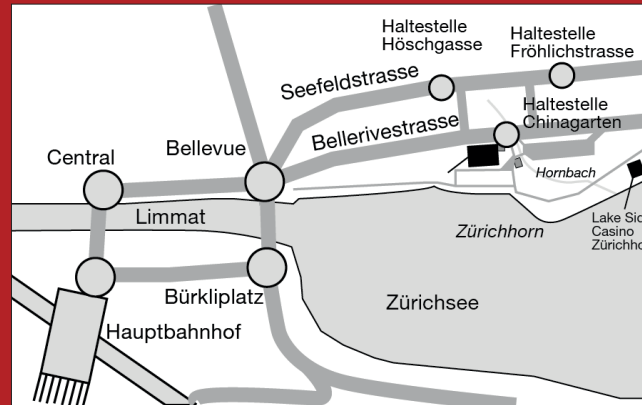 Haltestelle
Höschgasse
Haltestelle
Fröhlichstrasse
Seefeldstrasse
Haltestelle
Chinagarten
Bellerivestrasse
Bellevue
Central
Hornbach
Limmat
Zürichhorn
Lake Sid
Casino
Zürichho
Bürkliplatz
Zürichsee
Hauptbahnhof